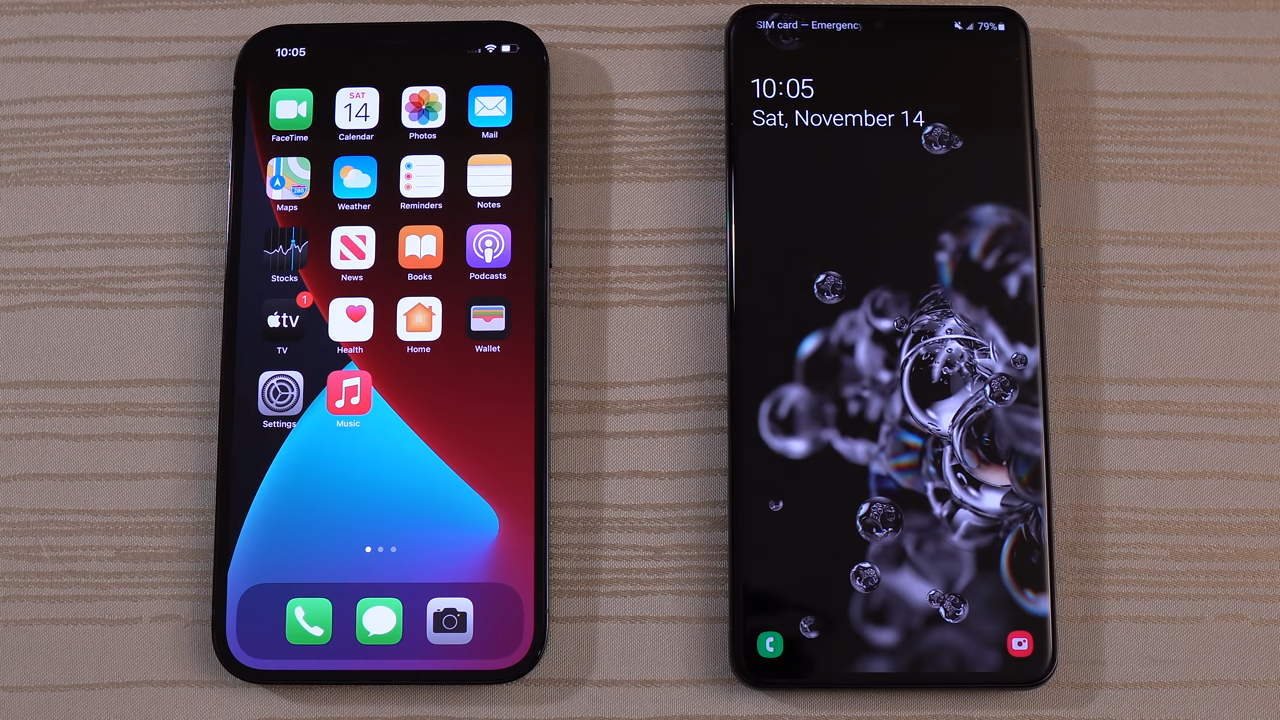 10:05
FaceTime
SAT
14
Calendar
Photos
Mail
280
Maps
Weather
Reminders
Notes
Stocks
News
Books
Podcasts
tv
1
TV
Health
Home
Wallet
Settings
Music
SIM card — Emergency
79%
10:05
Sat, November 14